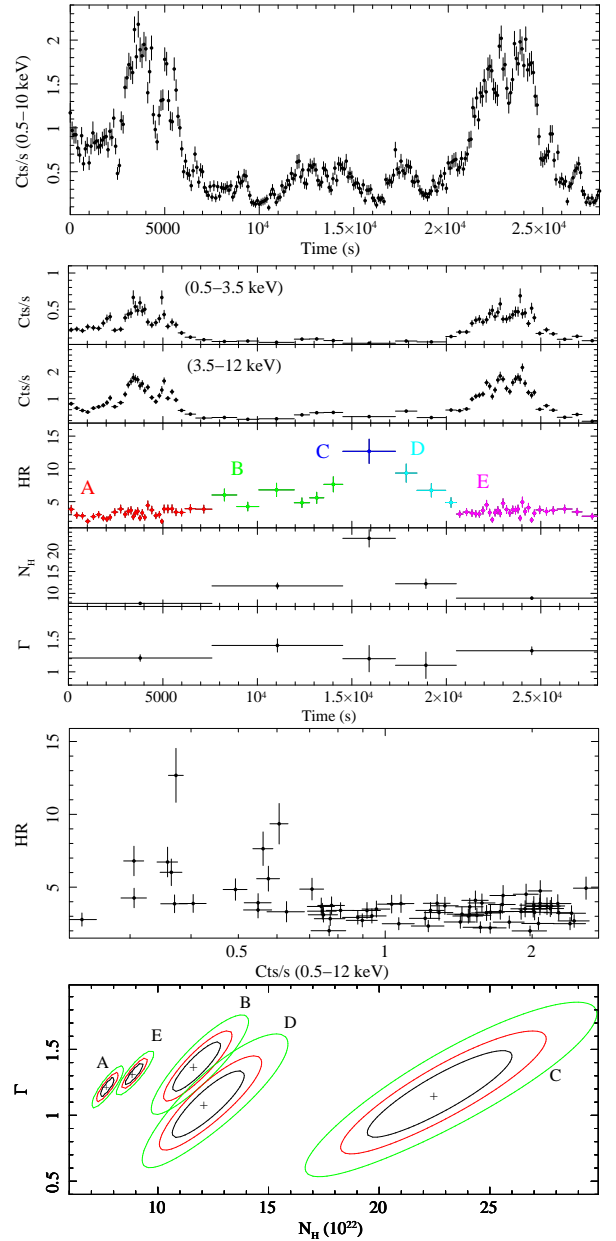 Cts/s (0.5−10 keV)
2
1.5
1
0.5
0 5000 10⁴ 1.5×10⁴ 2×10⁴ 2.5×10⁴
Time (s)
Cts/s
1
0.5
(0.5−3.5 keV)
Cts/s
2
1
(3.5−12 keV)
HR
15
10
5
A B C D E
N_H
20
15
10
Γ
1.5
1
0 5000 10⁴ 1.5×10⁴ 2×10⁴ 2.5×10⁴
Time (s)
HR
15
10
5
0.5 1 2
Cts/s (0.5−12 keV)
Γ
1.5
1
0.5
A E B D C
10 15 20 25
N_H (10²²)